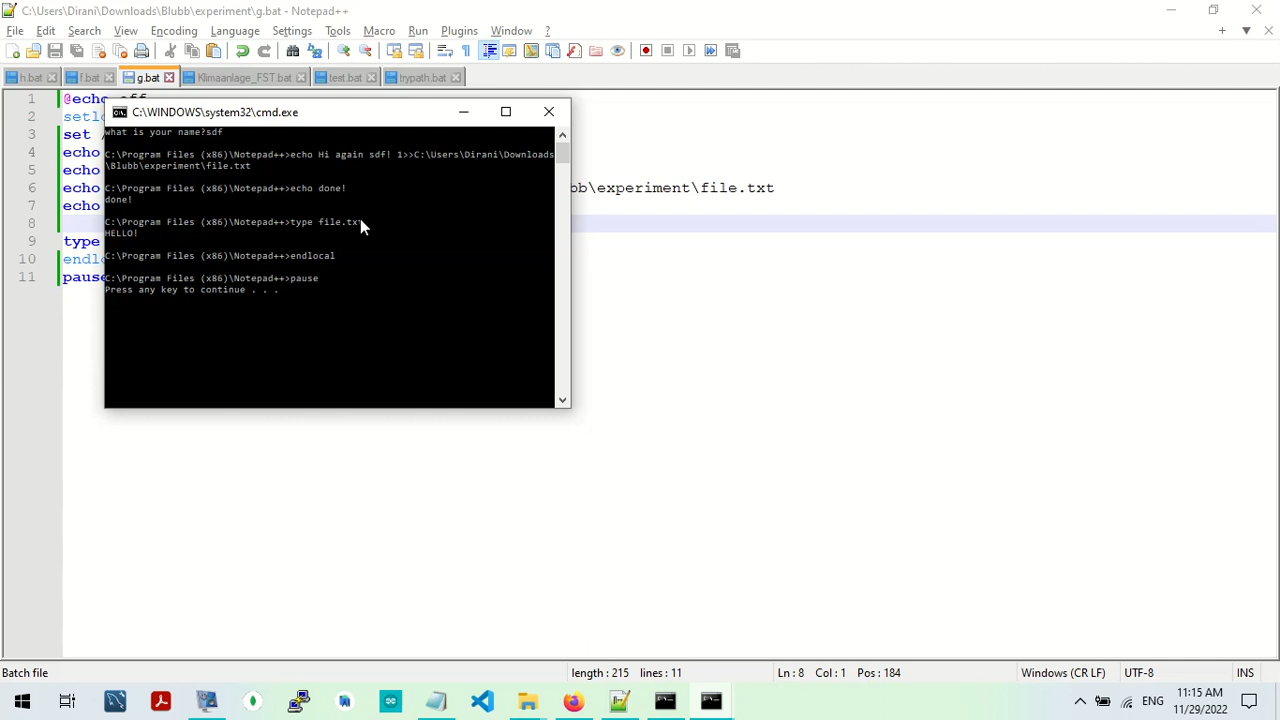 C:\Users\Dirani\Downloads\Blubb\experiment\g.bat - Notepad++
File Edit Search View Encoding Language Settings Tools Macro Run Plugins Window ?
h.bat f.bat g.bat Klimaanlage_FST.bat test.bat trypath.bat
1 @echo off
2 setlo
3 set /
4 echo
5 echo
6 echo bb\experiment\file.txt
7 echo
8
9 type
10 endlo
11 pause
C:\WINDOWS\system32\cmd.exe
what is your name?sdf
C:\Program Files (x86)\Notepad++>echo Hi again sdf! 1>>C:\Users\Dirani\Downloads
\Blubb\experiment\file.txt
C:\Program Files (x86)\Notepad++>echo done!
done!
C:\Program Files (x86)\Notepad++>type file.txt
HELLO!
C:\Program Files (x86)\Notepad++>endlocal
C:\Program Files (x86)\Notepad++>pause
Press any key to continue . . .
Batch file length : 215 lines : 11 Ln : 8 Col : 1 Pos : 184 Windows (CR LF) UTF-8 INS
ENG 11:15 AM
11/29/2022